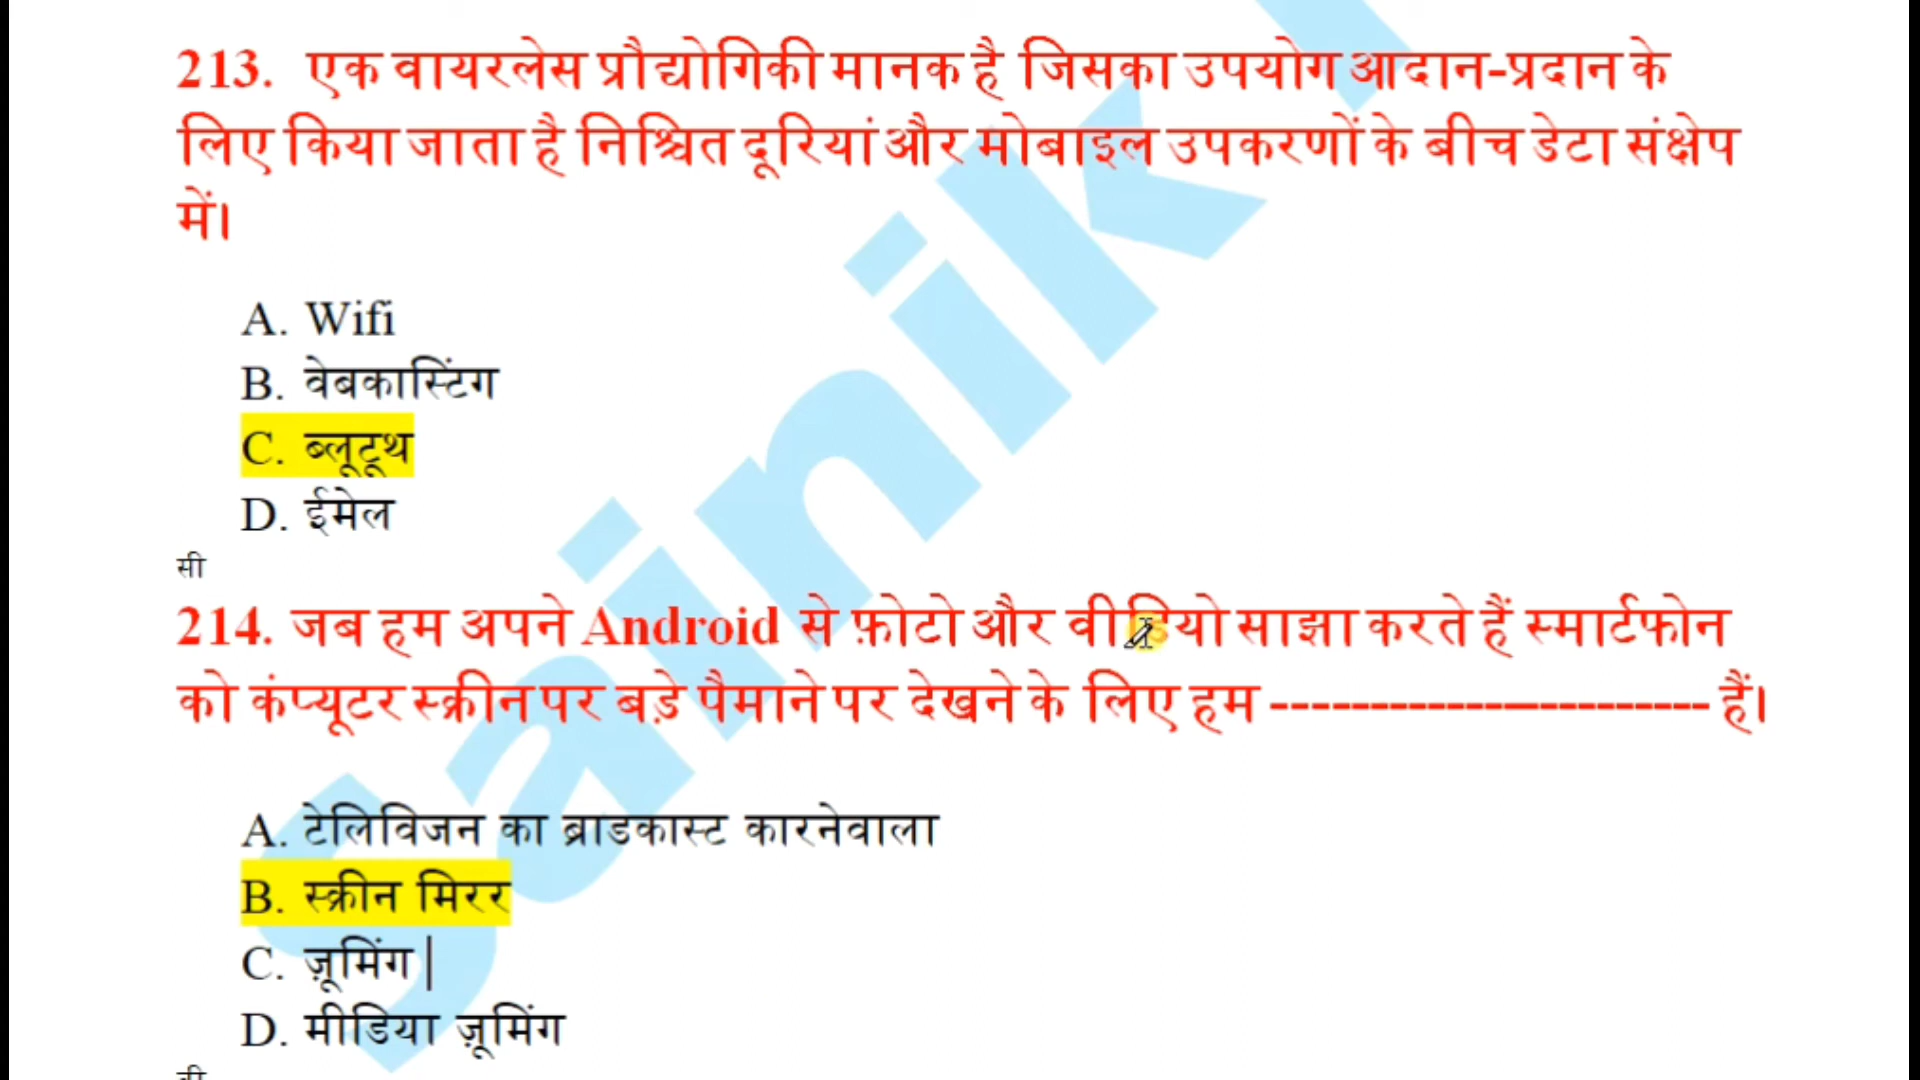 213. एक वायरलेस प्रौद्योगिकी मानक है जिसका उपयोग आदान-प्रदान के
लिए किया जाता है निश्चित दूरियां और मोबाइल उपकरणों के बीच डेटा संक्षेप
में।
A. Wifi
B. वेबकास्टिंग
C. ब्लूटूथ
D. ईमेल
सी
214. जब हम अपने Android से फ़ोटो और वीडियो साझा करते हैं स्मार्टफोन
को कंप्यूटर स्क्रीन पर बड़े पैमाने पर देखने के लिए हम ----------------------- हैं।
A. टेलिविजन का ब्राडकास्ट कारनेवाला
B. स्क्रीन मिरर
C. ज़ूमिंग
D. मीडिया ज़ूमिंग
Sainik